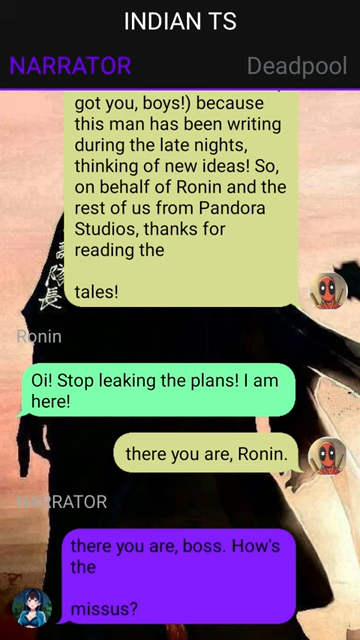 INDIAN TS
NARRATOR
Deadpool
got you, boys!) because
this man has been writing
during the late nights,
thinking of new ideas! So,
on behalf of Ronin and the
rest of us from Pandora
Studios, thanks for
reading the
tales!
Ronin
Oi! Stop leaking the plans! I am
here!
there you are, Ronin.
NARRATOR
there you are, boss. How's
the
missus?